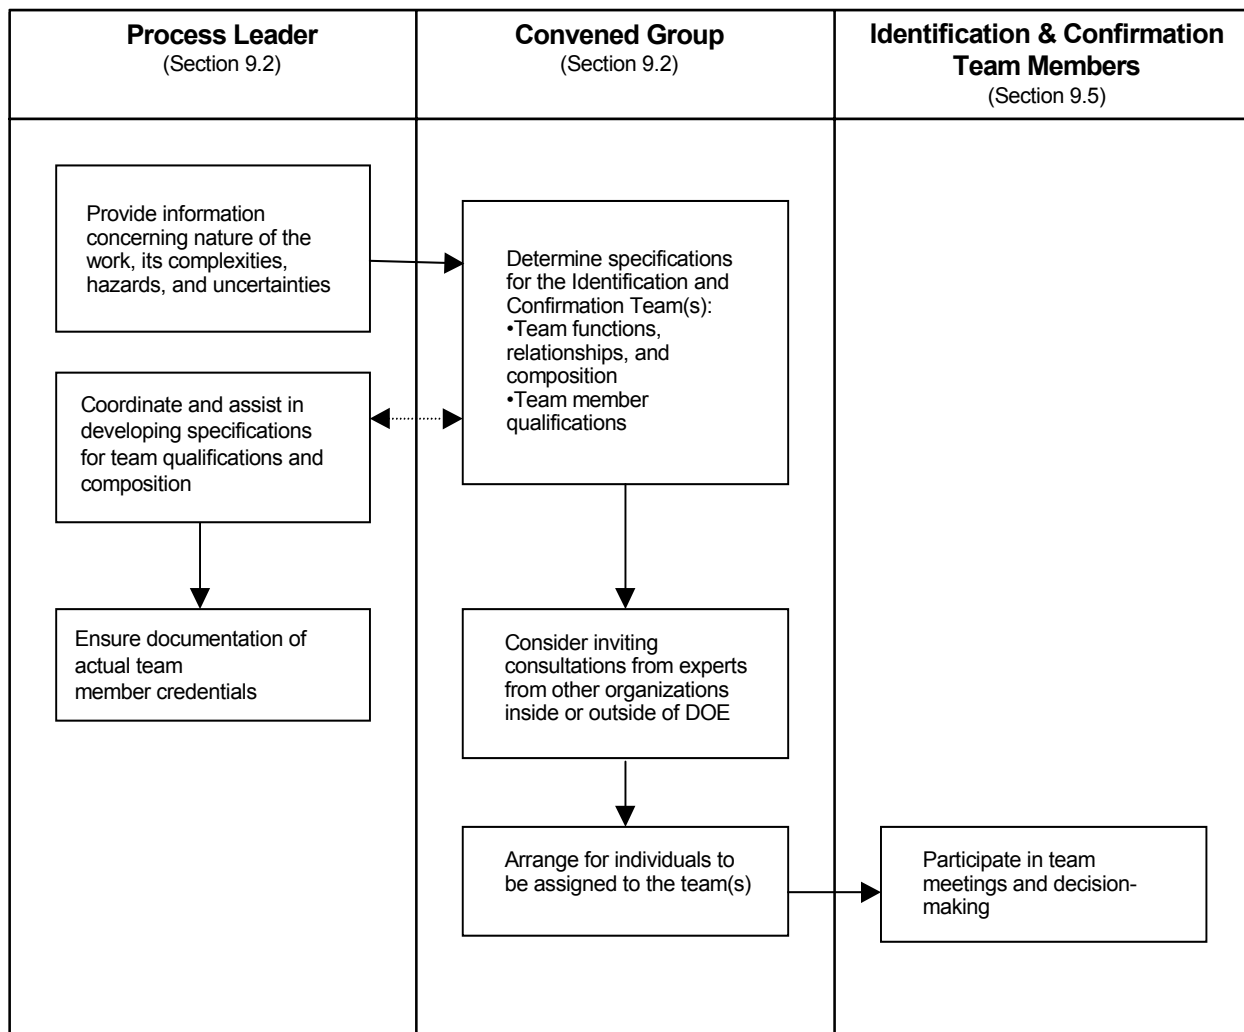 Process Leader
(Section 9.2)
Convened Group
(Section 9.2)
Identification & Confirmation
Team Members
(Section 9.5)
Provide information
concerning nature of the
work, its complexities,
hazards, and uncertainties
Determine specifications
for the Identification and
Confirmation Team(s):
•Team functions,
relationships, and
composition
•Team member
qualifications
Coordinate and assist in
developing specifications
for team qualifications and
composition
Ensure documentation of
actual team
member credentials
Consider inviting
consultations from experts
from other organizations
inside or outside of DOE
Arrange for individuals to
be assigned to the team(s)
Participate in team
meetings and decision-
making